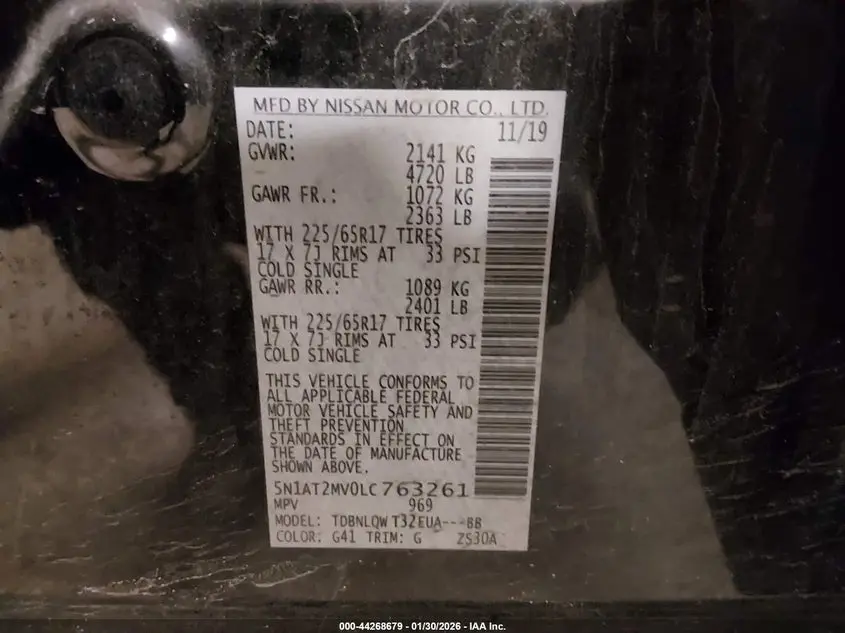 MFD BY NISSAN MOTOR CO., LTD.
DATE: 11/19
GVWR: 2141 KG
4720 LB
GAWR FR.: 1072 KG
2363 LB
WITH 225/65R17 TIRES
17 X 7J RIMS AT 33 PSI
COLD SINGLE
GAWR RR.: 1089 KG
2401 LB
WITH 225/65R17 TIRES
17 X 7J RIMS AT 33 PSI
COLD SINGLE
THIS VEHICLE CONFORMS TO
ALL APPLICABLE FEDERAL
MOTOR VEHICLE SAFETY AND
THEFT PREVENTION
STANDARDS IN EFFECT ON
THE DATE OF MANUFACTURE
SHOWN ABOVE.
5N1AT2MV0LC763261
MPV 969
MODEL: TDBNLQW T32EUA---BB
COLOR: G41 TRIM: G ZS30A
000-44268679 - 01/30/2026 - IAA Inc.